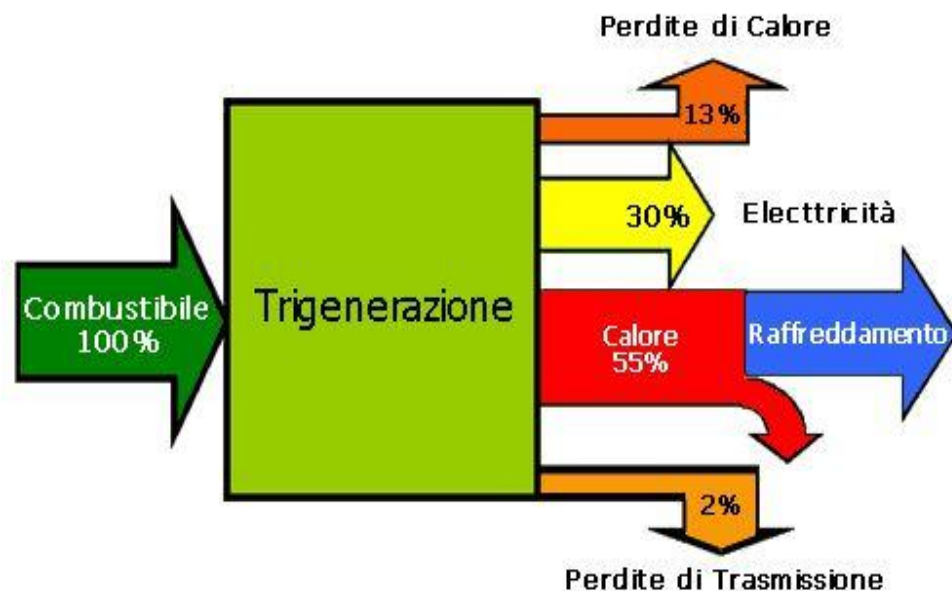 Perdite di Calore
13%
30%
Electtricità
Combustibile
100%
Trigenerazione
Calore
55%
Raffreddamento
2%
Perdite di Trasmissione